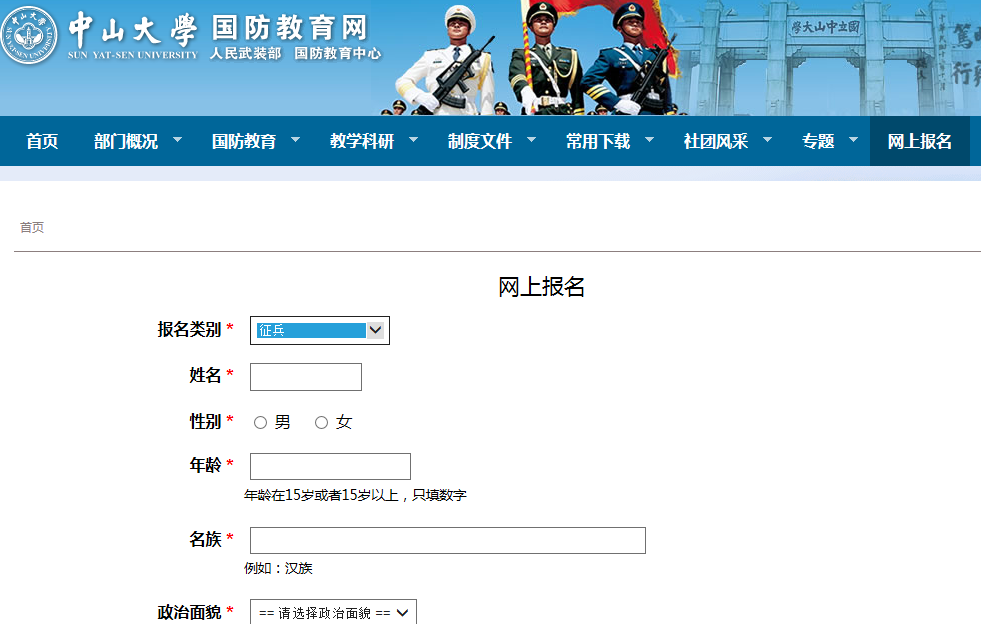 中山大學 国防教育网
SUN YAT-SEN UNIVERSITY 人民武装部 国防教育中心
學大山中立國
首页 部门概况 国防教育 教学科研 制度文件 常用下载 社团风采 专题 网上报名
首页
网上报名
报名类别 * 征兵
姓名 *
性别 * 男 女
年龄 *
年龄在15岁或者15岁以上，只填数字
名族 *
例如：汉族
政治面貌 * == 请选择政治面貌 ==